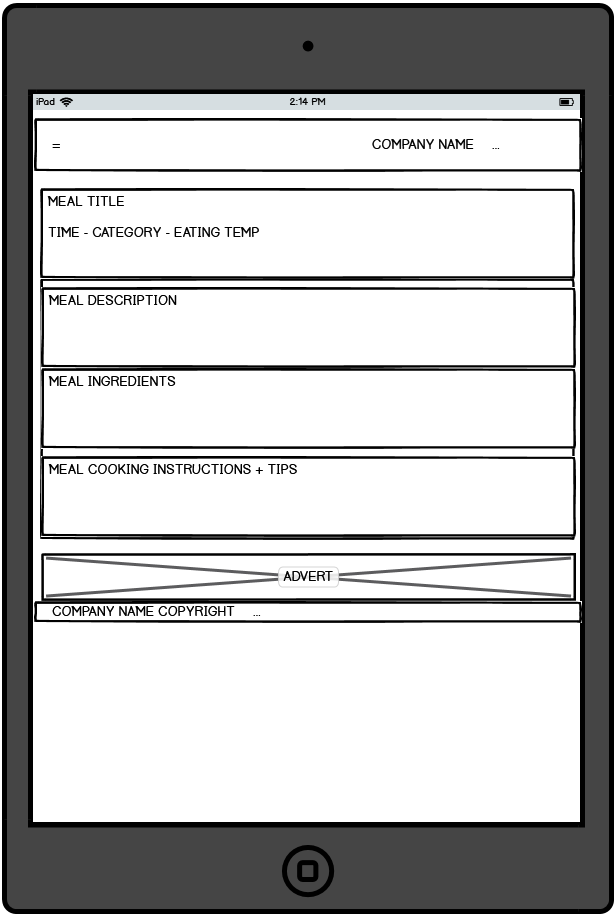 iPad 2:14 PM
= COMPANY NAME ...
MEAL TITLE
TIME - CATEGORY - EATING TEMP
MEAL DESCRIPTION
MEAL INGREDIENTS
MEAL COOKING INSTRUCTIONS + TIPS
ADVERT
COMPANY NAME COPYRIGHT ...